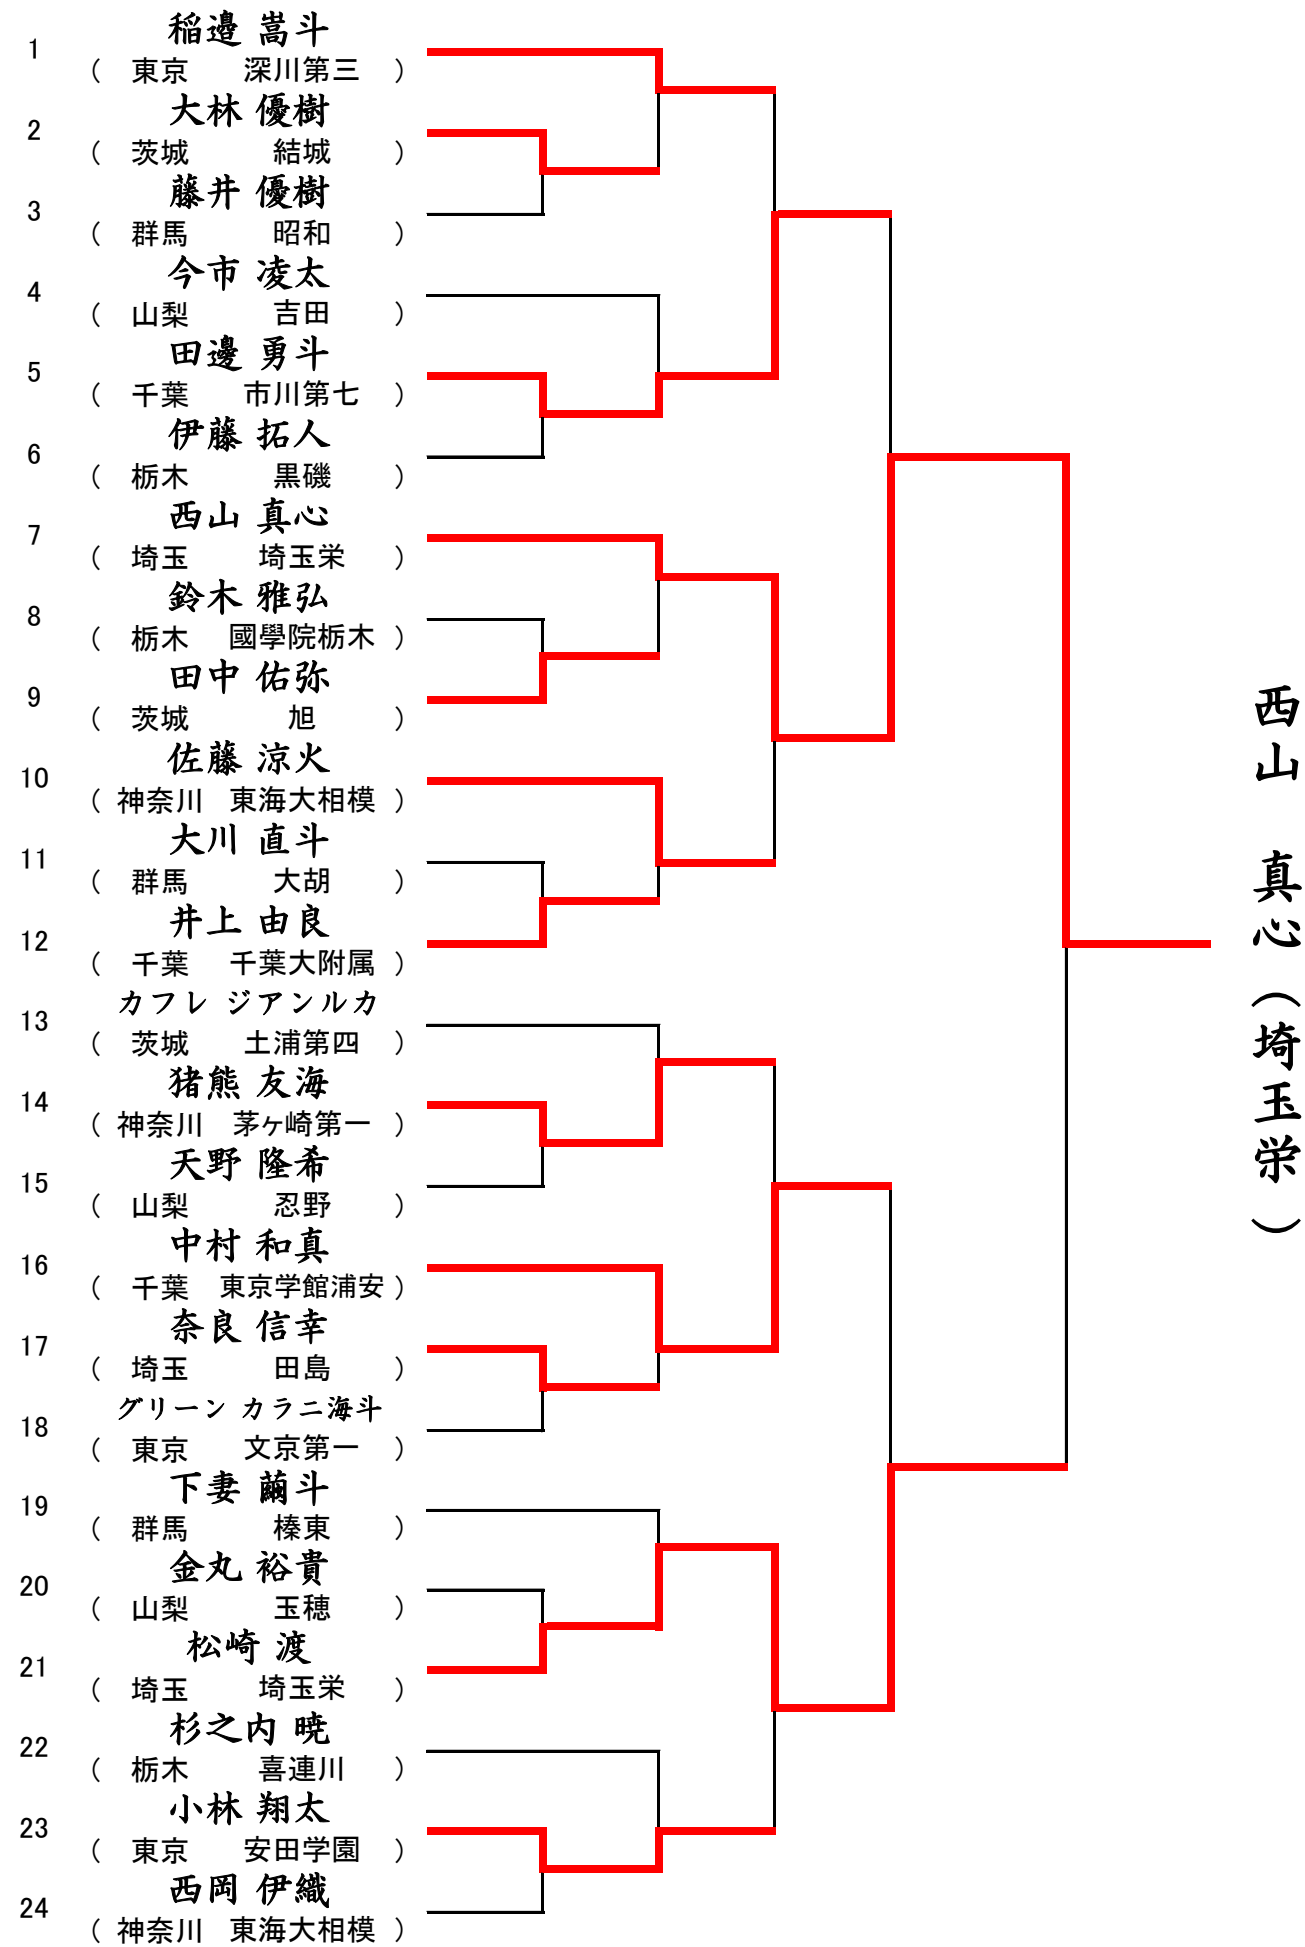 稲邉 嵩斗
1
( 東京 深川第三 )
大林 優樹
2
( 茨城 結城 )
藤井 優樹
3
( 群馬 昭和 )
今市 凌太
4
( 山梨 吉田 )
田邊 勇斗
5
( 千葉 市川第七 )
伊藤 拓人
6
( 栃木 黒磯 )
西山 真心
7
( 埼玉 埼玉栄 )
鈴木 雅弘
8
( 栃木 國學院栃木 )
田中 佑弥
9
( 茨城 旭 )
佐藤 涼火
10
( 神奈川 東海大相模 )
大川 直斗
11
( 群馬 大胡 )
井上 由良
12
( 千葉 千葉大附属 )
カフレ ジアンルカ
13
( 茨城 土浦第四 )
猪熊 友海
14
( 神奈川 茅ヶ崎第一 )
天野 隆希
15
( 山梨 忍野 )
中村 和真
16
( 千葉 東京学館浦安 )
奈良 信幸
17
( 埼玉 田島 )
グリーン カラニ海斗
18
( 東京 文京第一 )
下妻 繭斗
19
( 群馬 榛東 )
金丸 裕貴
20
( 山梨 玉穂 )
松崎 渡
21
( 埼玉 埼玉栄 )
杉之内 暁
22
( 栃木 喜連川 )
小林 翔太
23
( 東京 安田学園 )
西岡 伊織
24
( 神奈川 東海大相模 )
西山 真心(埼玉栄)